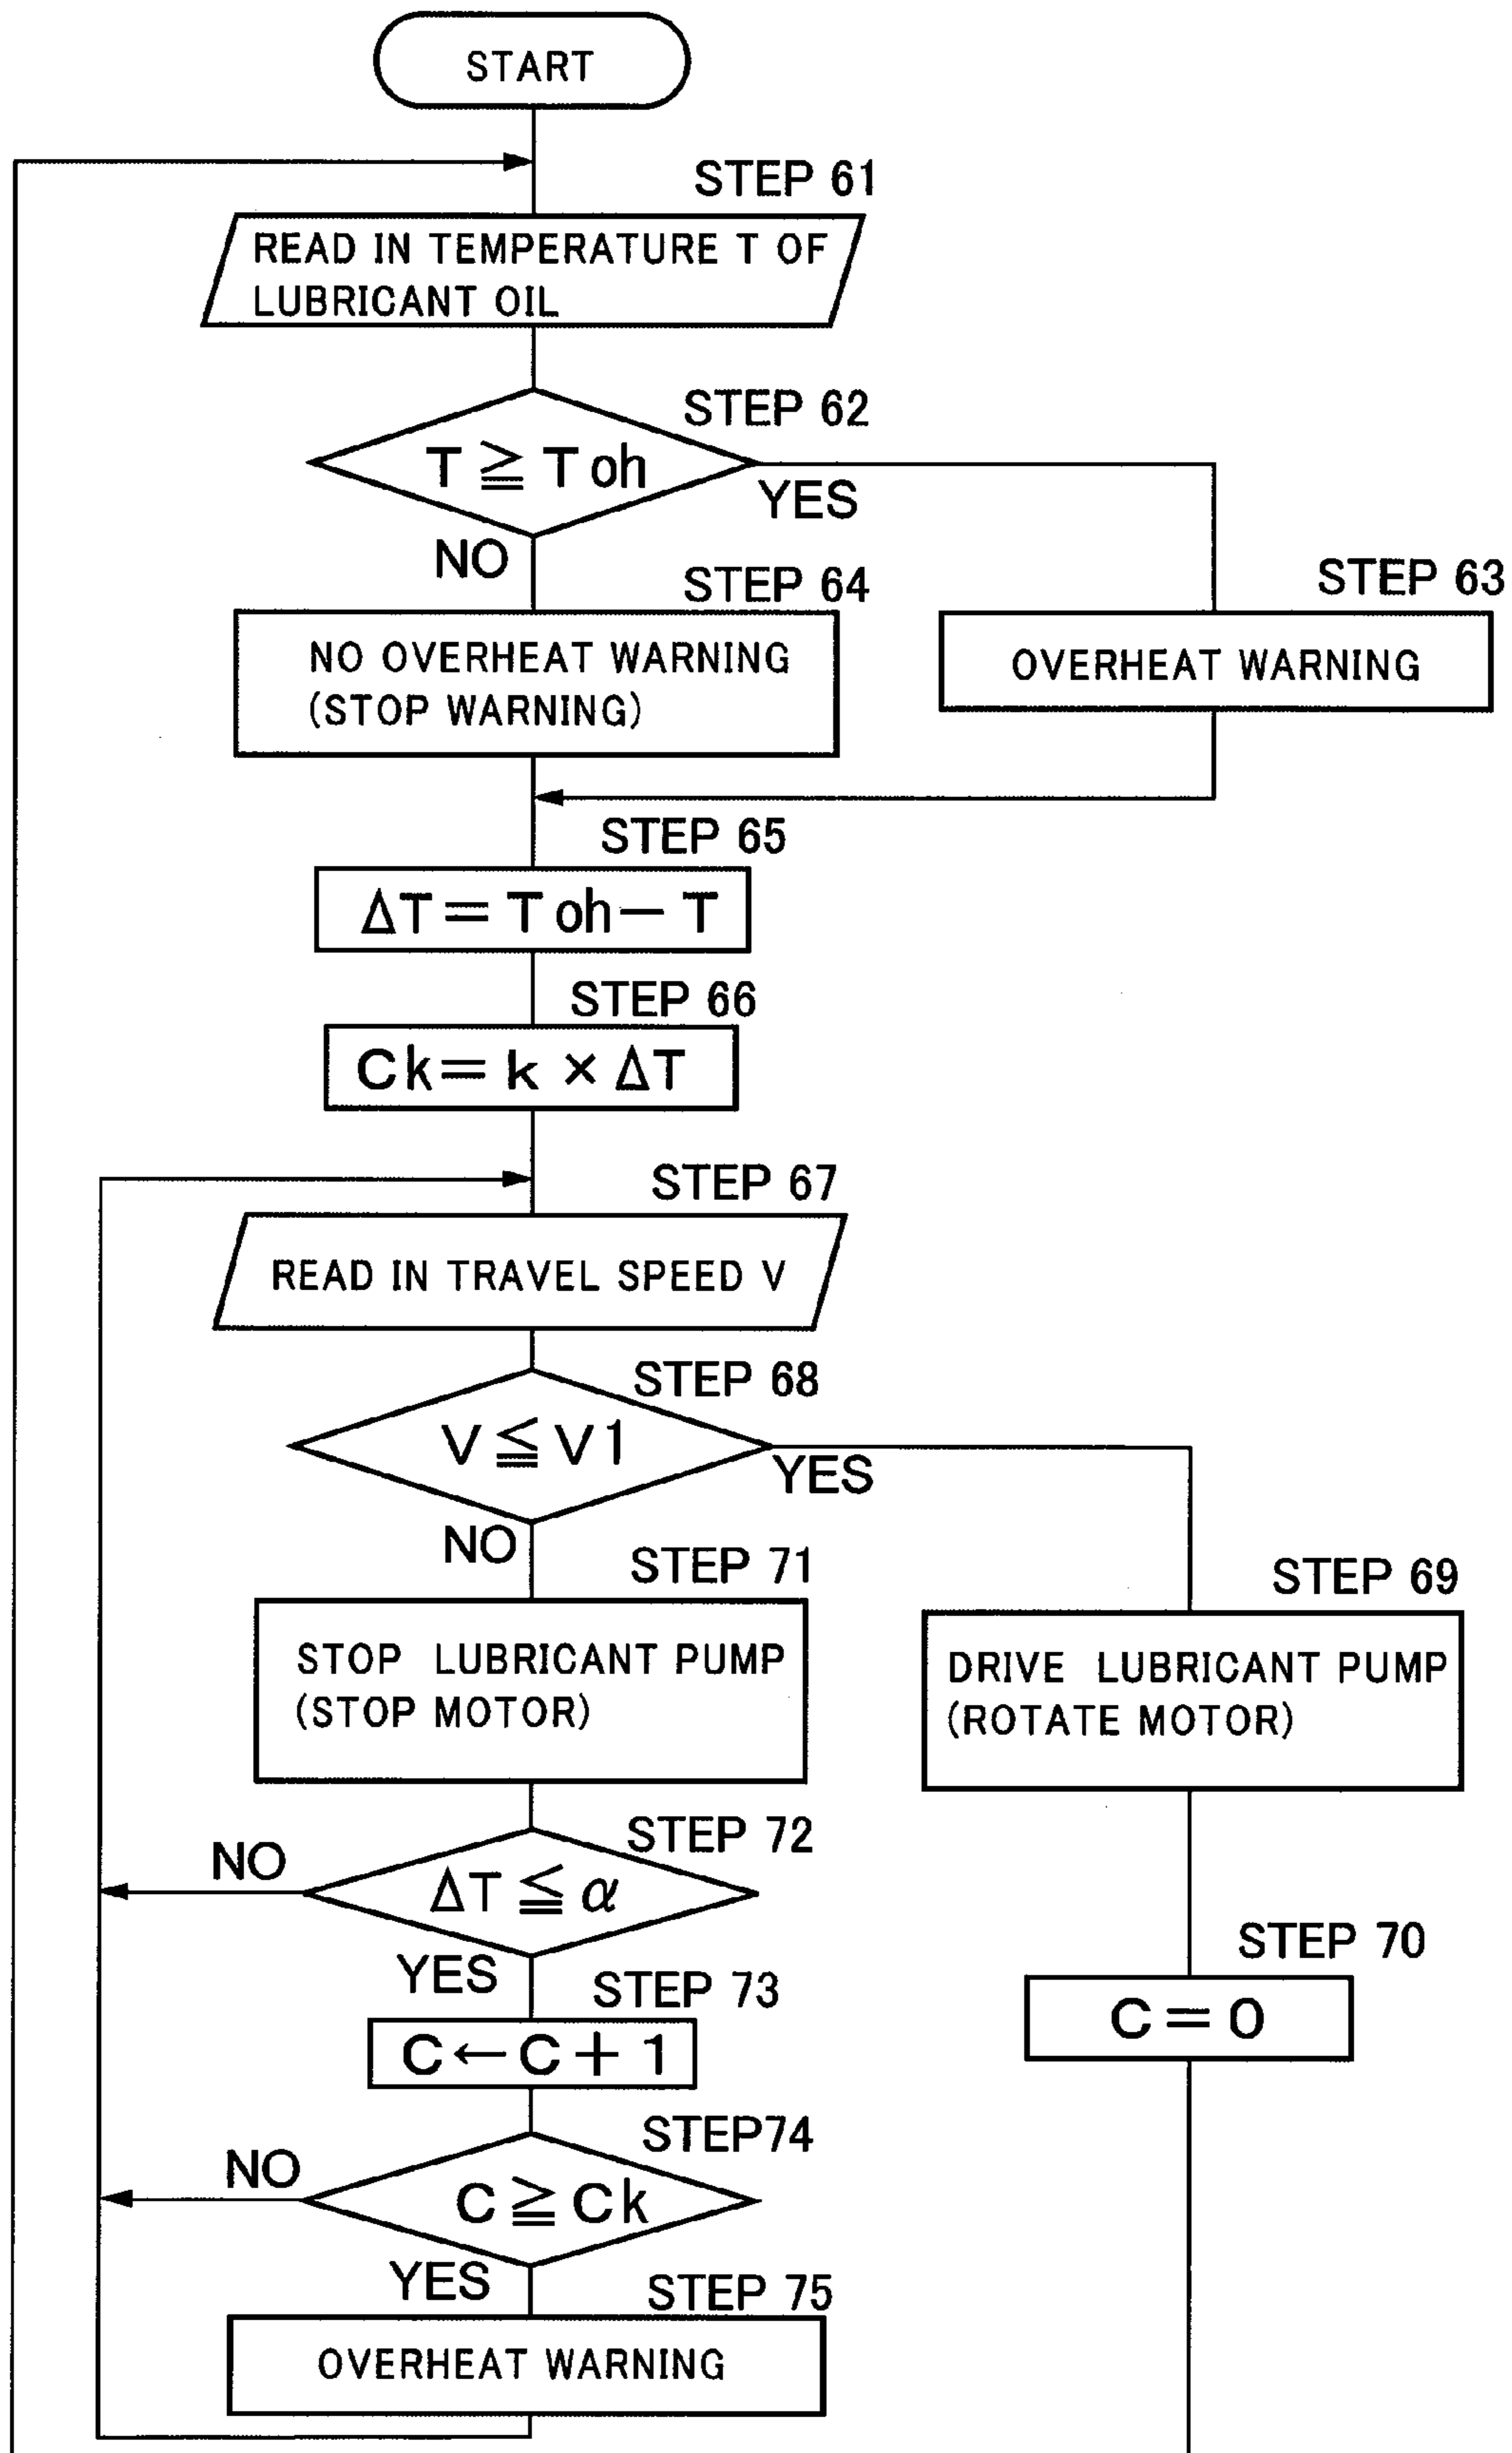 START
STEP 61
READ IN TEMPERATURE T OF
LUBRICANT OIL
STEP 62
T ≧ Toh
YES
NO
STEP 64
NO OVERHEAT WARNING
(STOP WARNING)
STEP 63
OVERHEAT WARNING
STEP 65
ΔT = Toh − T
STEP 66
Ck = k × ΔT
STEP 67
READ IN TRAVEL SPEED V
STEP 68
V ≦ V1
YES
NO
STEP 71
STOP LUBRICANT PUMP
(STOP MOTOR)
STEP 69
DRIVE LUBRICANT PUMP
(ROTATE MOTOR)
STEP 72
NO
ΔT ≦ α
YES
STEP 70
C = 0
STEP 73
C ← C + 1
STEP74
NO
C ≧ Ck
YES
STEP 75
OVERHEAT WARNING